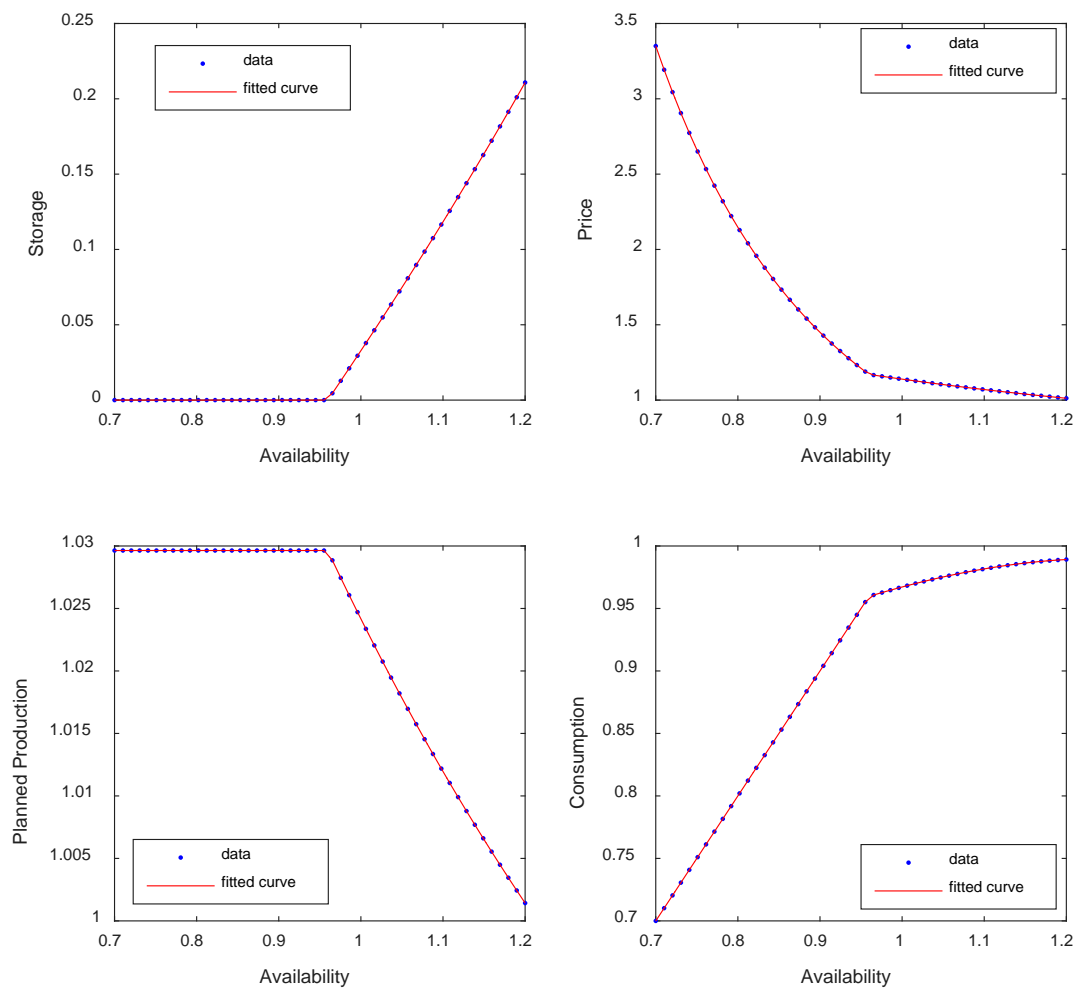 0.25
0.2
0.15
0.1
0.05
0
0.7 0.8 0.9 1 1.1 1.2
Storage
Availability
data
fitted curve
3.5
3
2.5
2
1.5
1
0.7 0.8 0.9 1 1.1 1.2
Price
Availability
data
fitted curve
1.03
1.025
1.02
1.015
1.01
1.005
1
0.7 0.8 0.9 1 1.1 1.2
Planned Production
Availability
data
fitted curve
1
0.95
0.9
0.85
0.8
0.75
0.7
0.7 0.8 0.9 1 1.1 1.2
Consumption
Availability
data
fitted curve